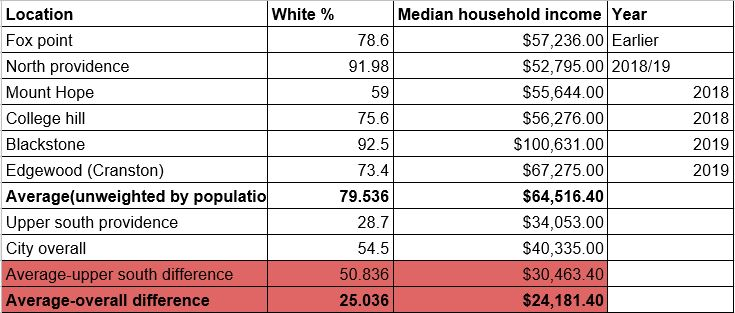 Location White % Median household income Year
Fox point 78.6 $57,236.00 Earlier
North providence 91.98 $52,795.00 2018/19
Mount Hope 59 $55,644.00 2018
College hill 75.6 $56,276.00 2018
Blackstone 92.5 $100,631.00 2019
Edgewood (Cranston) 73.4 $67,275.00 2019
Average(unweighted by populatio 79.536 $64,516.40
Upper south providence 28.7 $34,053.00
City overall 54.5 $40,335.00
Average-upper south difference 50.836 $30,463.40
Average-overall difference 25.036 $24,181.40